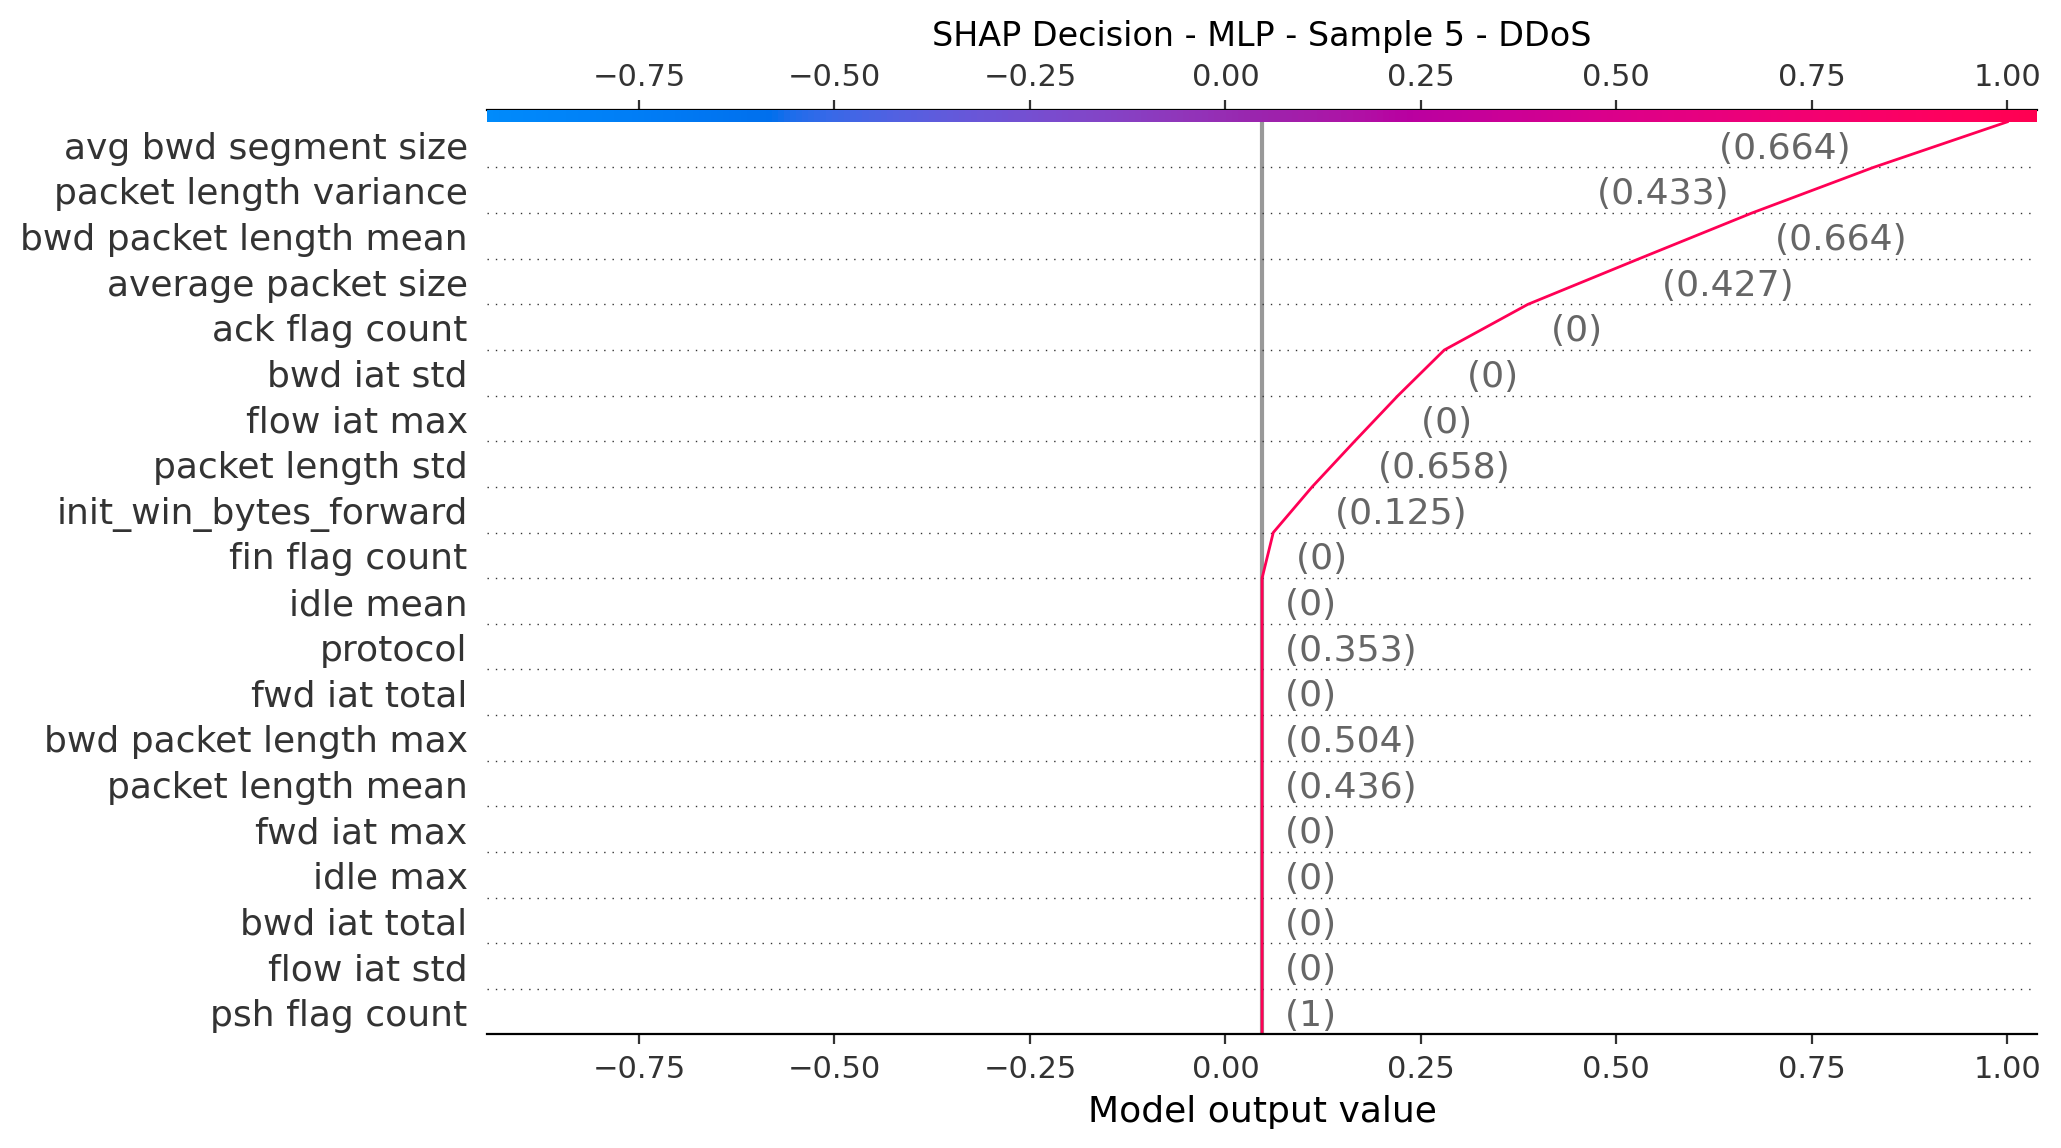 SHAP Decision - MLP - Sample 5 - DDoS
−0.75 −0.50 −0.25 0.00 0.25 0.50 0.75 1.00
avg bwd segment size (0.664)
packet length variance (0.433)
bwd packet length mean (0.664)
average packet size (0.427)
ack flag count (0)
bwd iat std (0)
flow iat max (0)
packet length std (0.658)
init_win_bytes_forward (0.125)
fin flag count (0)
idle mean (0)
protocol (0.353)
fwd iat total (0)
bwd packet length max (0.504)
packet length mean (0.436)
fwd iat max (0)
idle max (0)
bwd iat total (0)
flow iat std (0)
psh flag count (1)
−0.75 −0.50 −0.25 0.00 0.25 0.50 0.75 1.00
Model output value